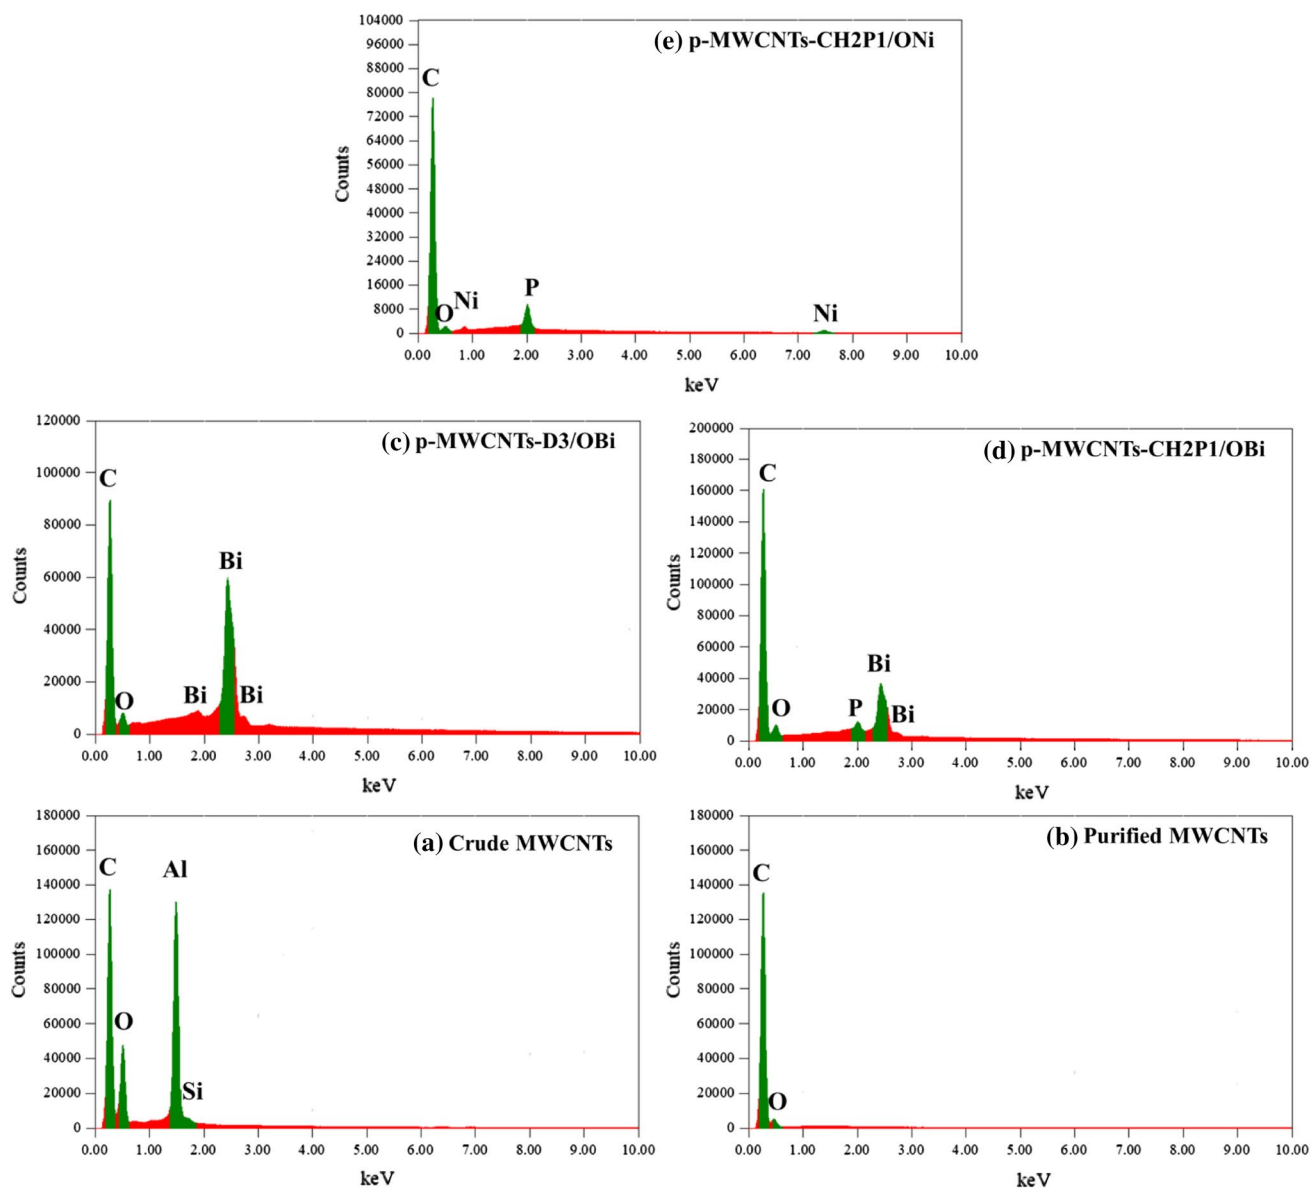 (e) p-MWCNTs-CH2P1/ONi
104000
96000
88000
80000
72000
64000
56000
48000
40000
32000
24000
16000
8000
0
Counts
C
O
Ni
P
Ni
0.00 1.00 2.00 3.00 4.00 5.00 6.00 7.00 8.00 9.00 10.00
keV
(c) p-MWCNTs-D3/OBi
120000
100000
80000
60000
40000
20000
0
Counts
C
O
Bi
Bi
Bi
0.00 1.00 2.00 3.00 4.00 5.00 6.00 7.00 8.00 9.00 10.00
keV
(d) p-MWCNTs-CH2P1/OBi
200000
180000
160000
140000
120000
100000
80000
60000
40000
20000
0
Counts
C
O
P
Bi
Bi
0.00 1.00 2.00 3.00 4.00 5.00 6.00 7.00 8.00 9.00 10.00
keV
(a) Crude MWCNTs
180000
160000
140000
120000
100000
80000
60000
40000
20000
0
Counts
C
O
Al
Si
0.00 1.00 2.00 3.00 4.00 5.00 6.00 7.00 8.00 9.00 10.00
keV
(b) Purified MWCNTs
180000
160000
140000
120000
100000
80000
60000
40000
20000
0
Counts
C
O
0.00 1.00 2.00 3.00 4.00 5.00 6.00 7.00 8.00 9.00 10.00
keV